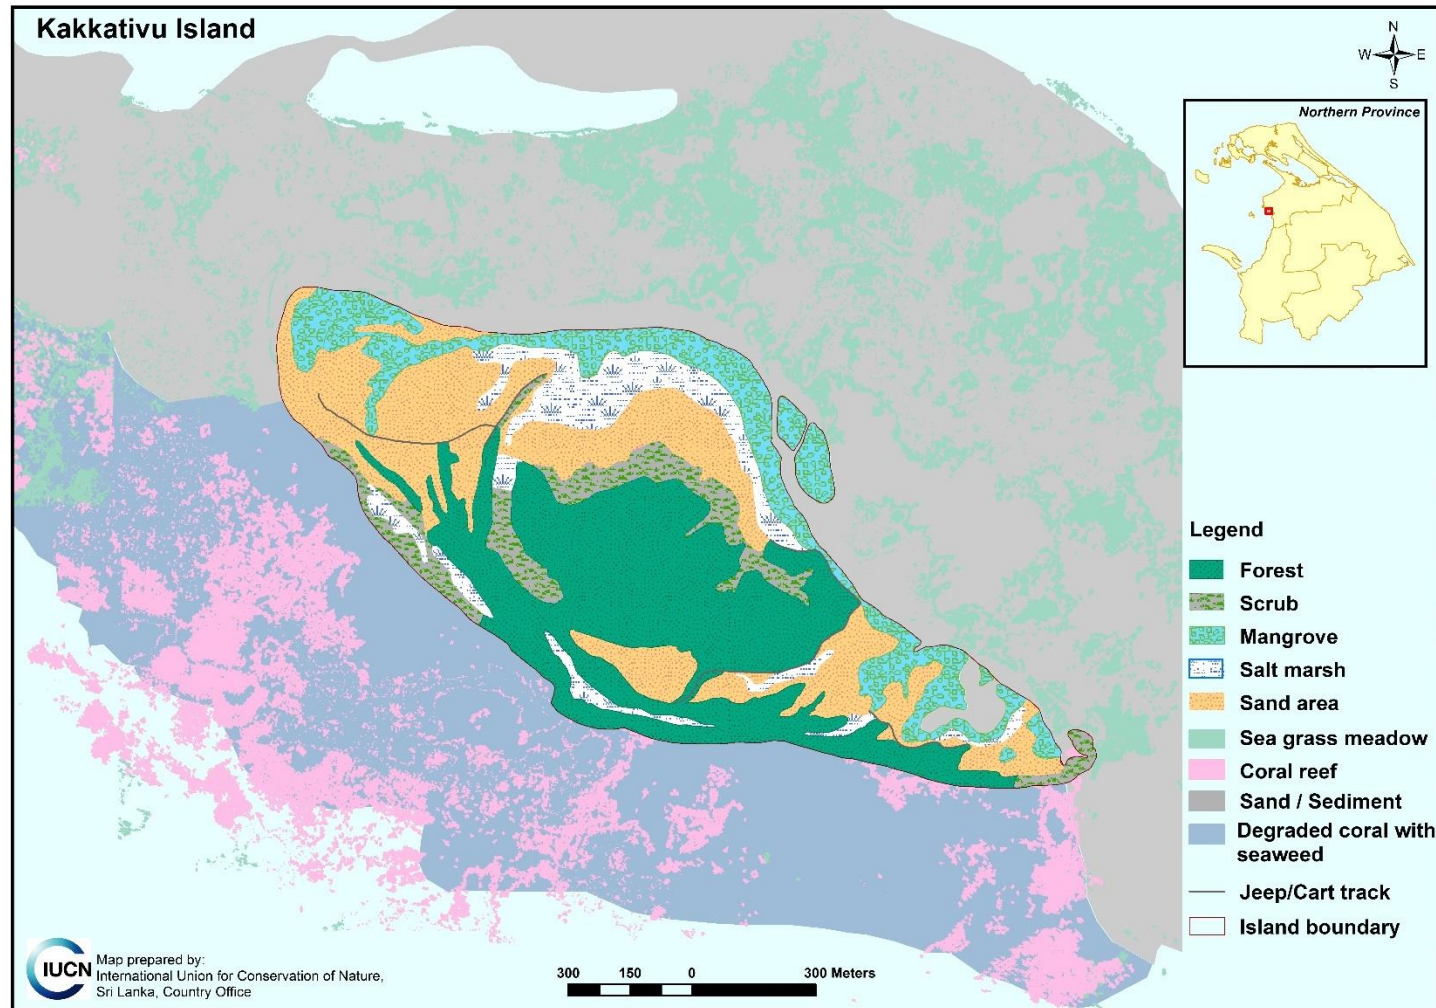 Kakkativu Island
N
W E
S
Northern Province
Legend
Forest
Scrub
Mangrove
Salt marsh
Sand area
Sea grass meadow
Coral reef
Sand / Sediment
Degraded coral with
seaweed
Jeep/Cart track
Island boundary
IUCN
Map prepared by:
International Union for Conservation of Nature,
Sri Lanka, Country Office
300 150 0 300 Meters